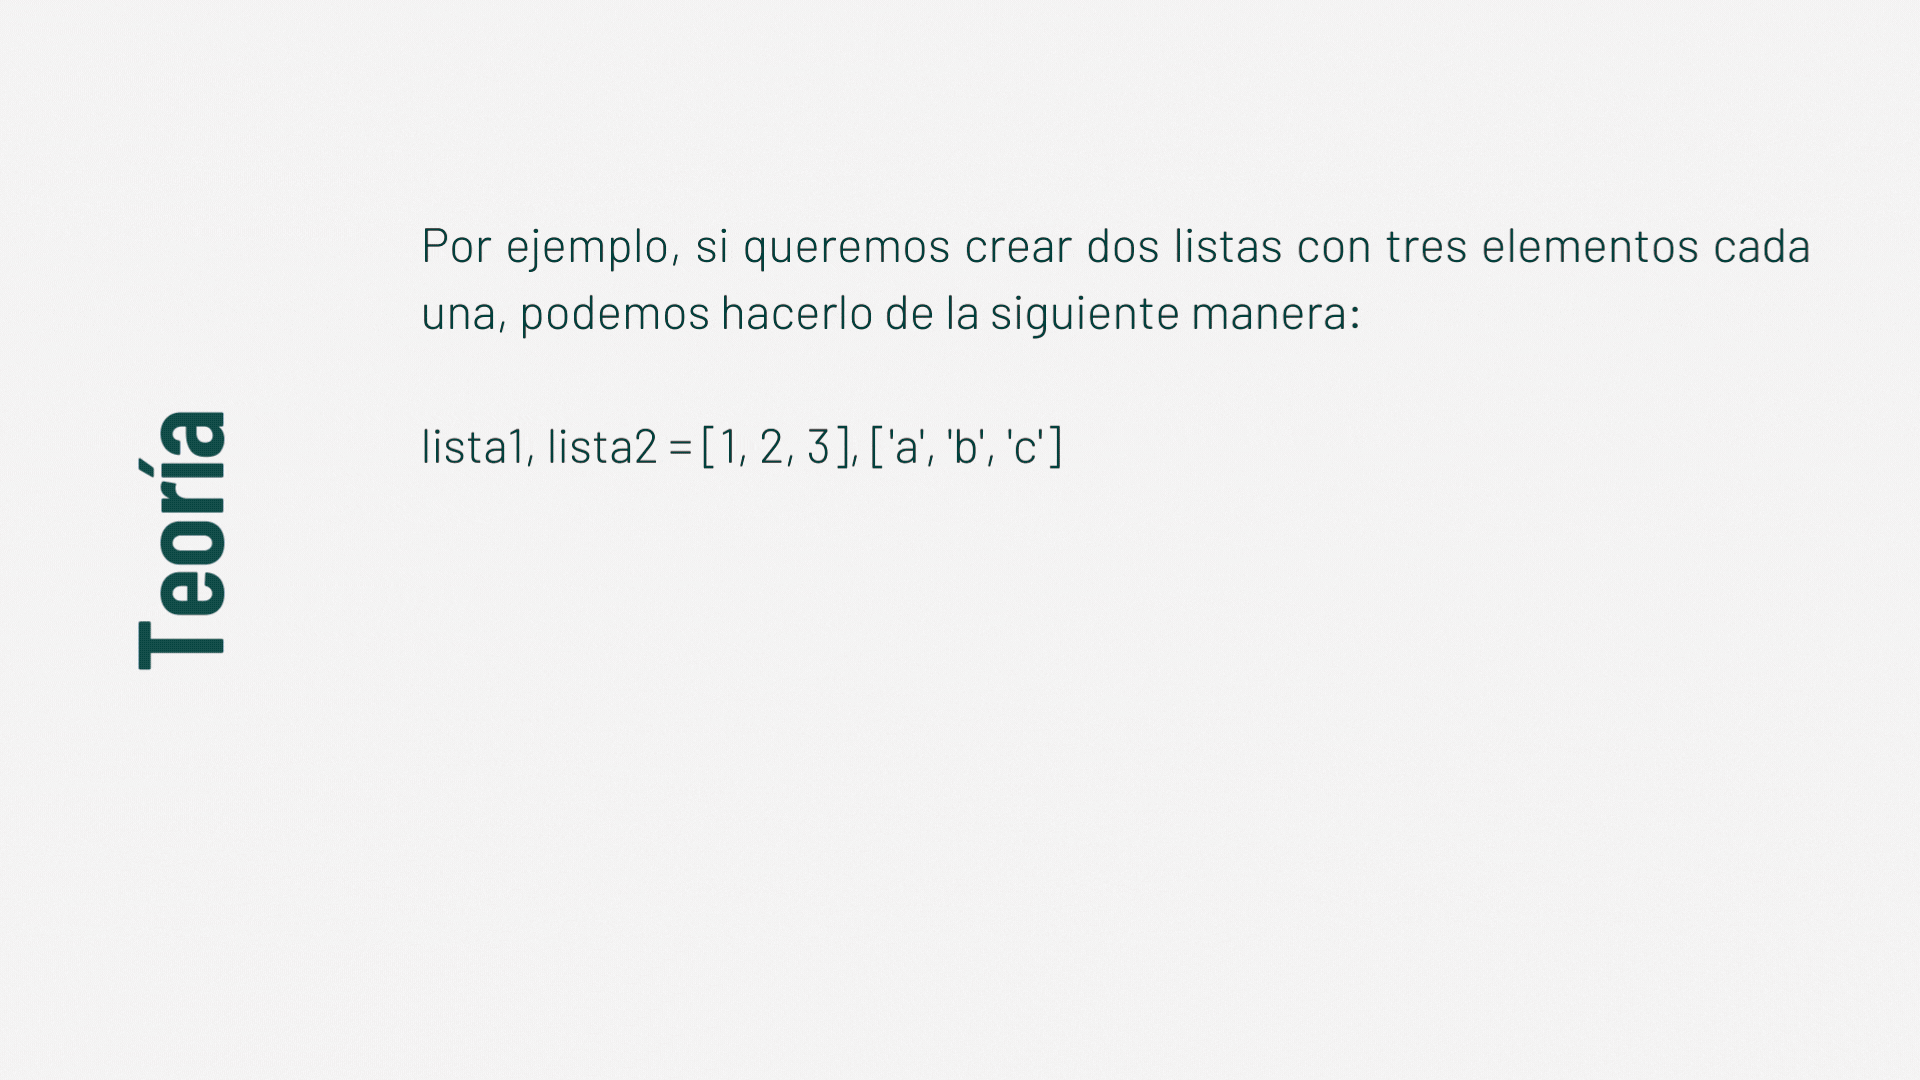 Teoría
Por ejemplo, si queremos crear dos listas con tres elementos cada
una, podemos hacerlo de la siguiente manera:
lista1, lista2 = [1, 2, 3], ['a', 'b', 'c']